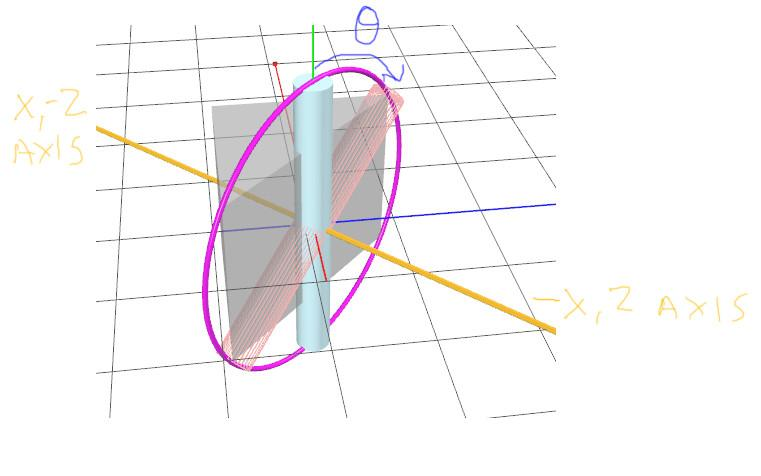 θ
X,-Z
AXIS
-X,Z AXIS